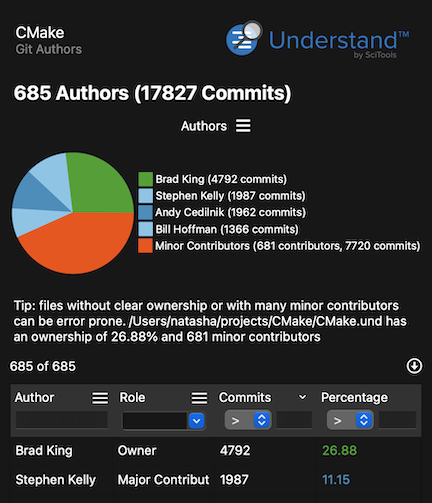 CMake
Git Authors
Understand™
by SciTools
685 Authors (17827 Commits)
Authors
Brad King (4792 commits)
Stephen Kelly (1987 commits)
Andy Cedilnik (1962 commits)
Bill Hoffman (1366 commits)
Minor Contributors (681 contributors, 7720 commits)
Tip: files without clear ownership or with many minor contributors
can be error prone. /Users/natasha/projects/CMake/CMake.und has
an ownership of 26.88% and 681 minor contributors
685 of 685
Author Role Commits Percentage
> >
Brad King Owner 4792 26.88
Stephen Kelly Major Contribut 1987 11.15